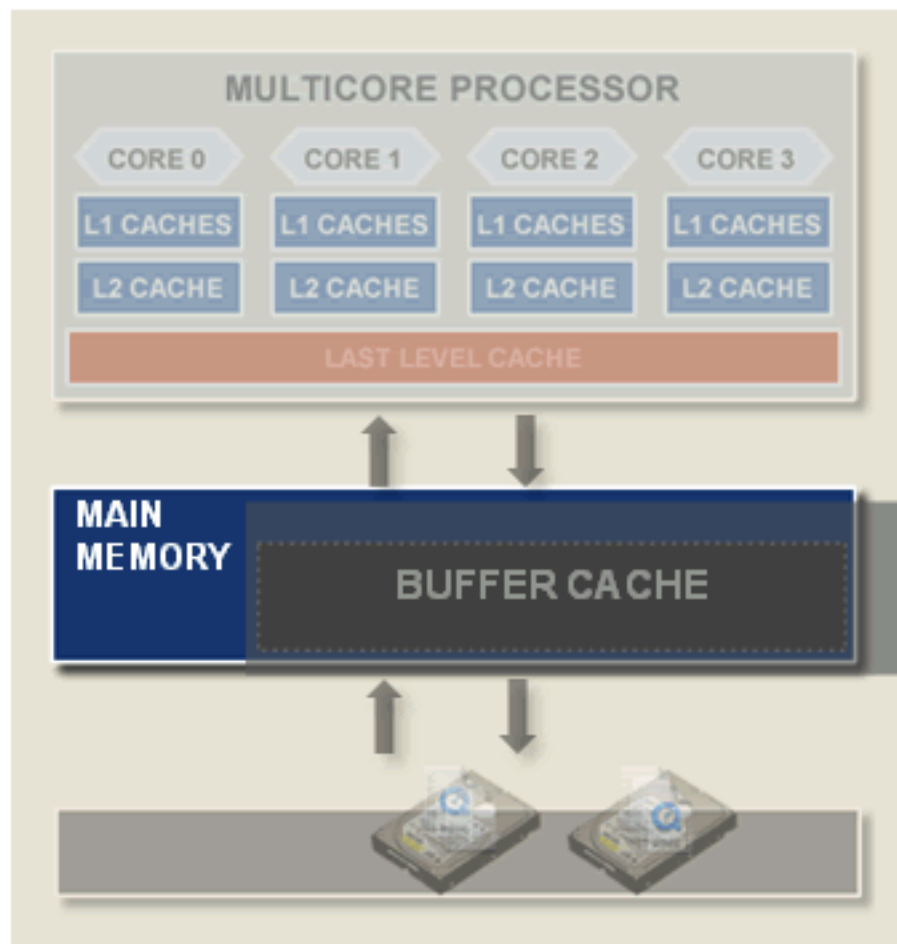 MULTICORE PROCESSOR
CORE 0 CORE 1 CORE 2 CORE 3
L1 CACHES L1 CACHES L1 CACHES L1 CACHES
L2 CACHE L2 CACHE L2 CACHE L2 CACHE
LAST LEVEL CACHE
MAIN
MEMORY
BUFFER CACHE